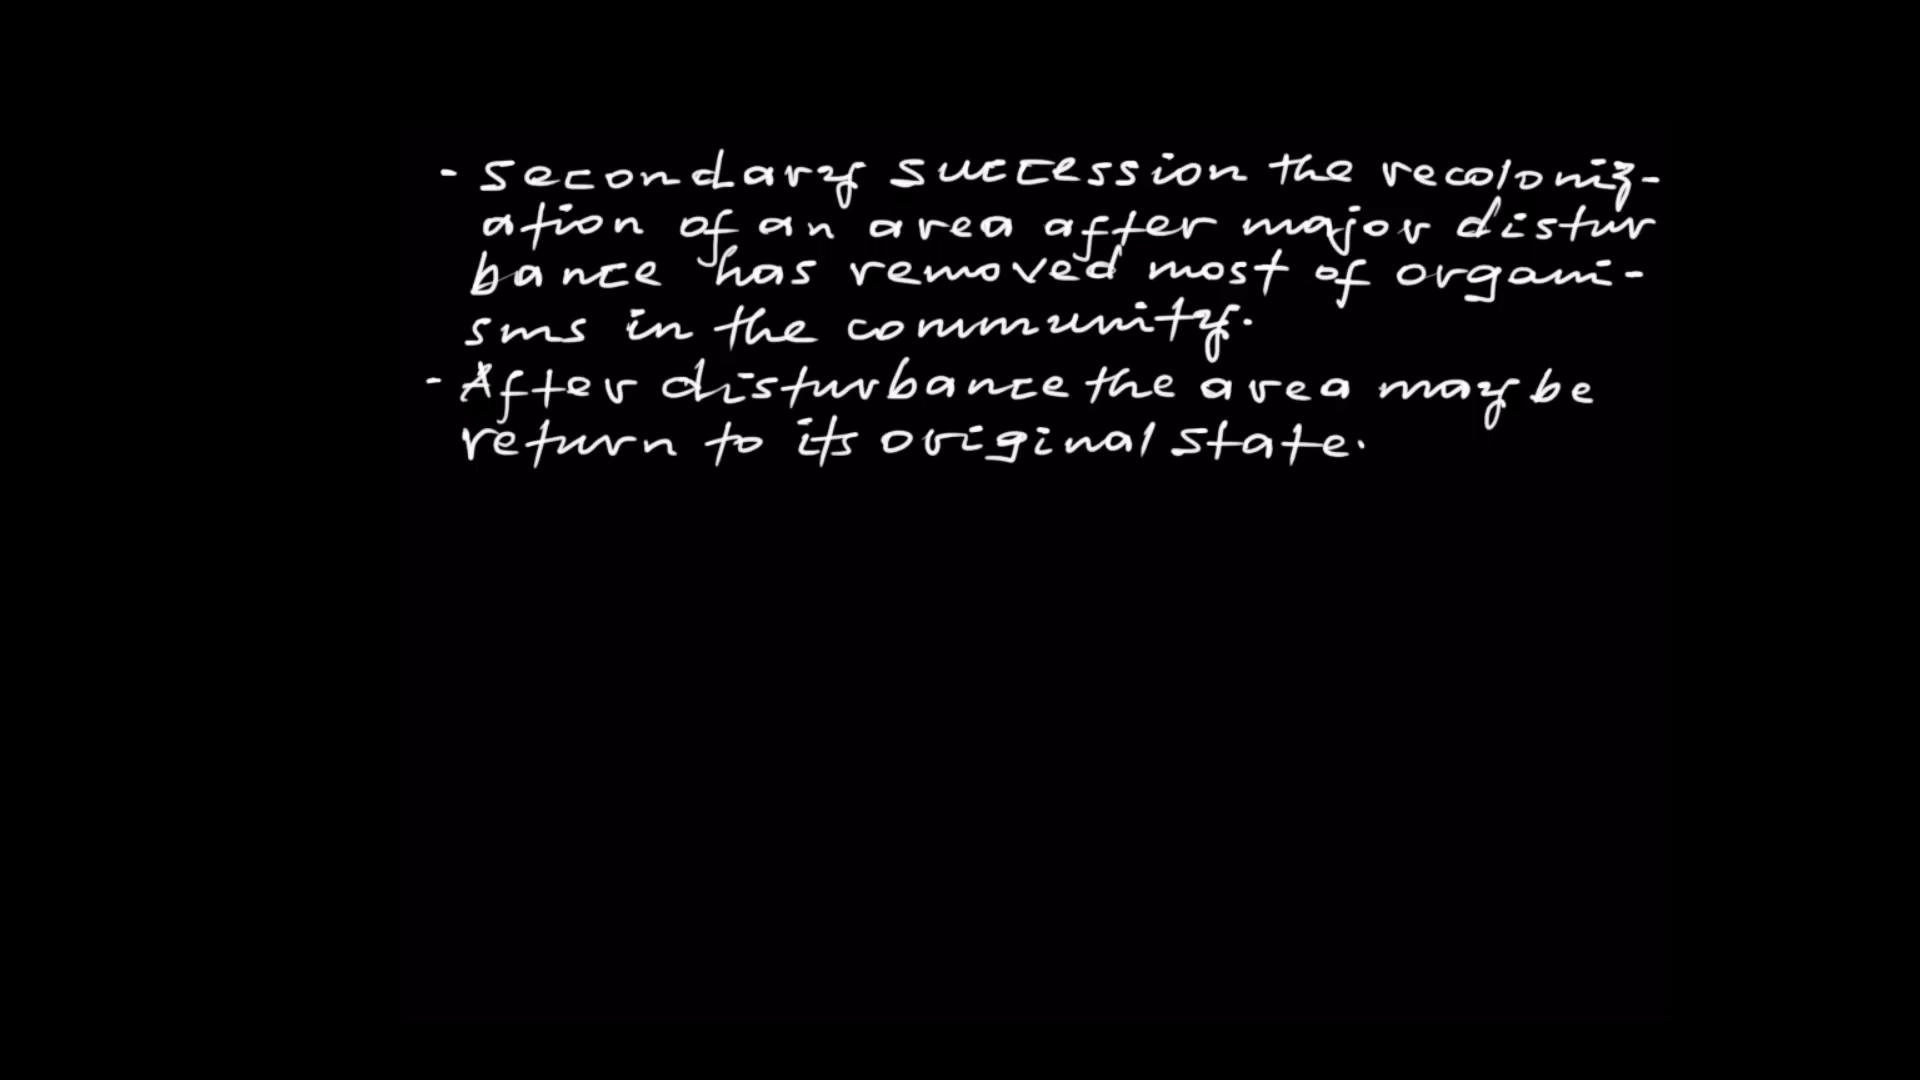 - Secondary succession the recoloniz-
ation of an area after major distur
bance has removed most of organi-
sms in the community.
- After disturbance the area may be
return to its original state.